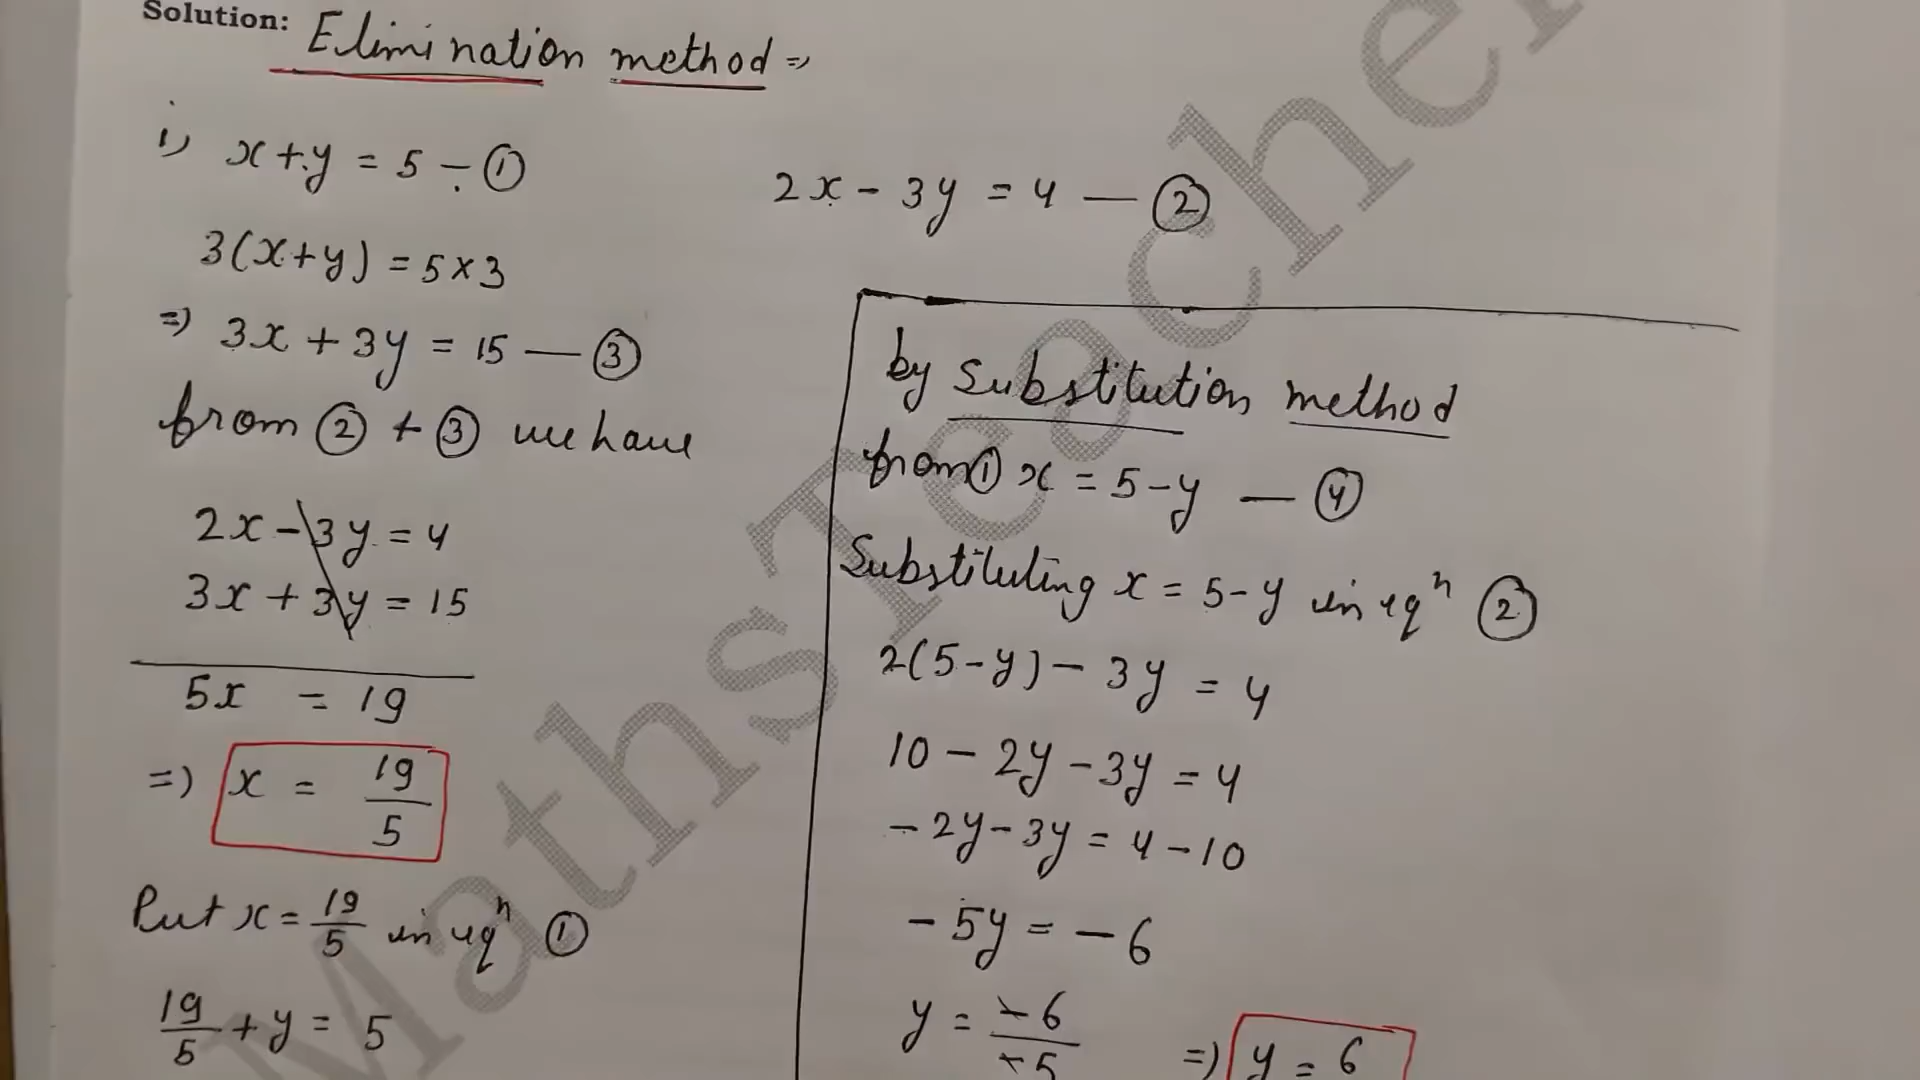 Solution: Elimination method ⇒
i) x + y = 5 — ①
2x - 3y = 4 — ②
3(x+y) = 5×3
⇒ 3x + 3y = 15 — ③
from ② + ③ we have
2x - 3y = 4
3x + 3y = 15
5x = 19
⇒ x = 19/5
Put x = 19/5 in eqⁿ ①
19/5 + y = 5
by Substitution method
from ① x = 5-y — ④
Substituting x = 5-y in eqⁿ ②
2(5-y) - 3y = 4
10 - 2y - 3y = 4
- 2y - 3y = 4 - 10
- 5y = - 6
y = -6/-5 ⇒ y = 6
Maths Teacher